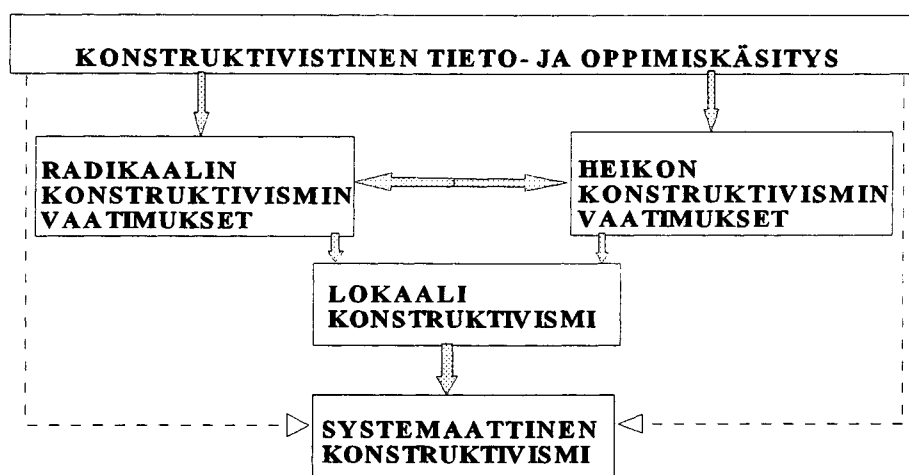 KONSTRUKTIVISTINEN TIETO- JA OPPIMISKÄSITYS
RADIKAALIN
KONSTRUKTIVISMIN
VAATIMUKSET
HEIKON
KONSTRUKTIVISMIN
VAATIMUKSET
LOKAALI
KONSTRUKTIVISMI
SYSTEMAATTINEN
KONSTRUKTIVISMI